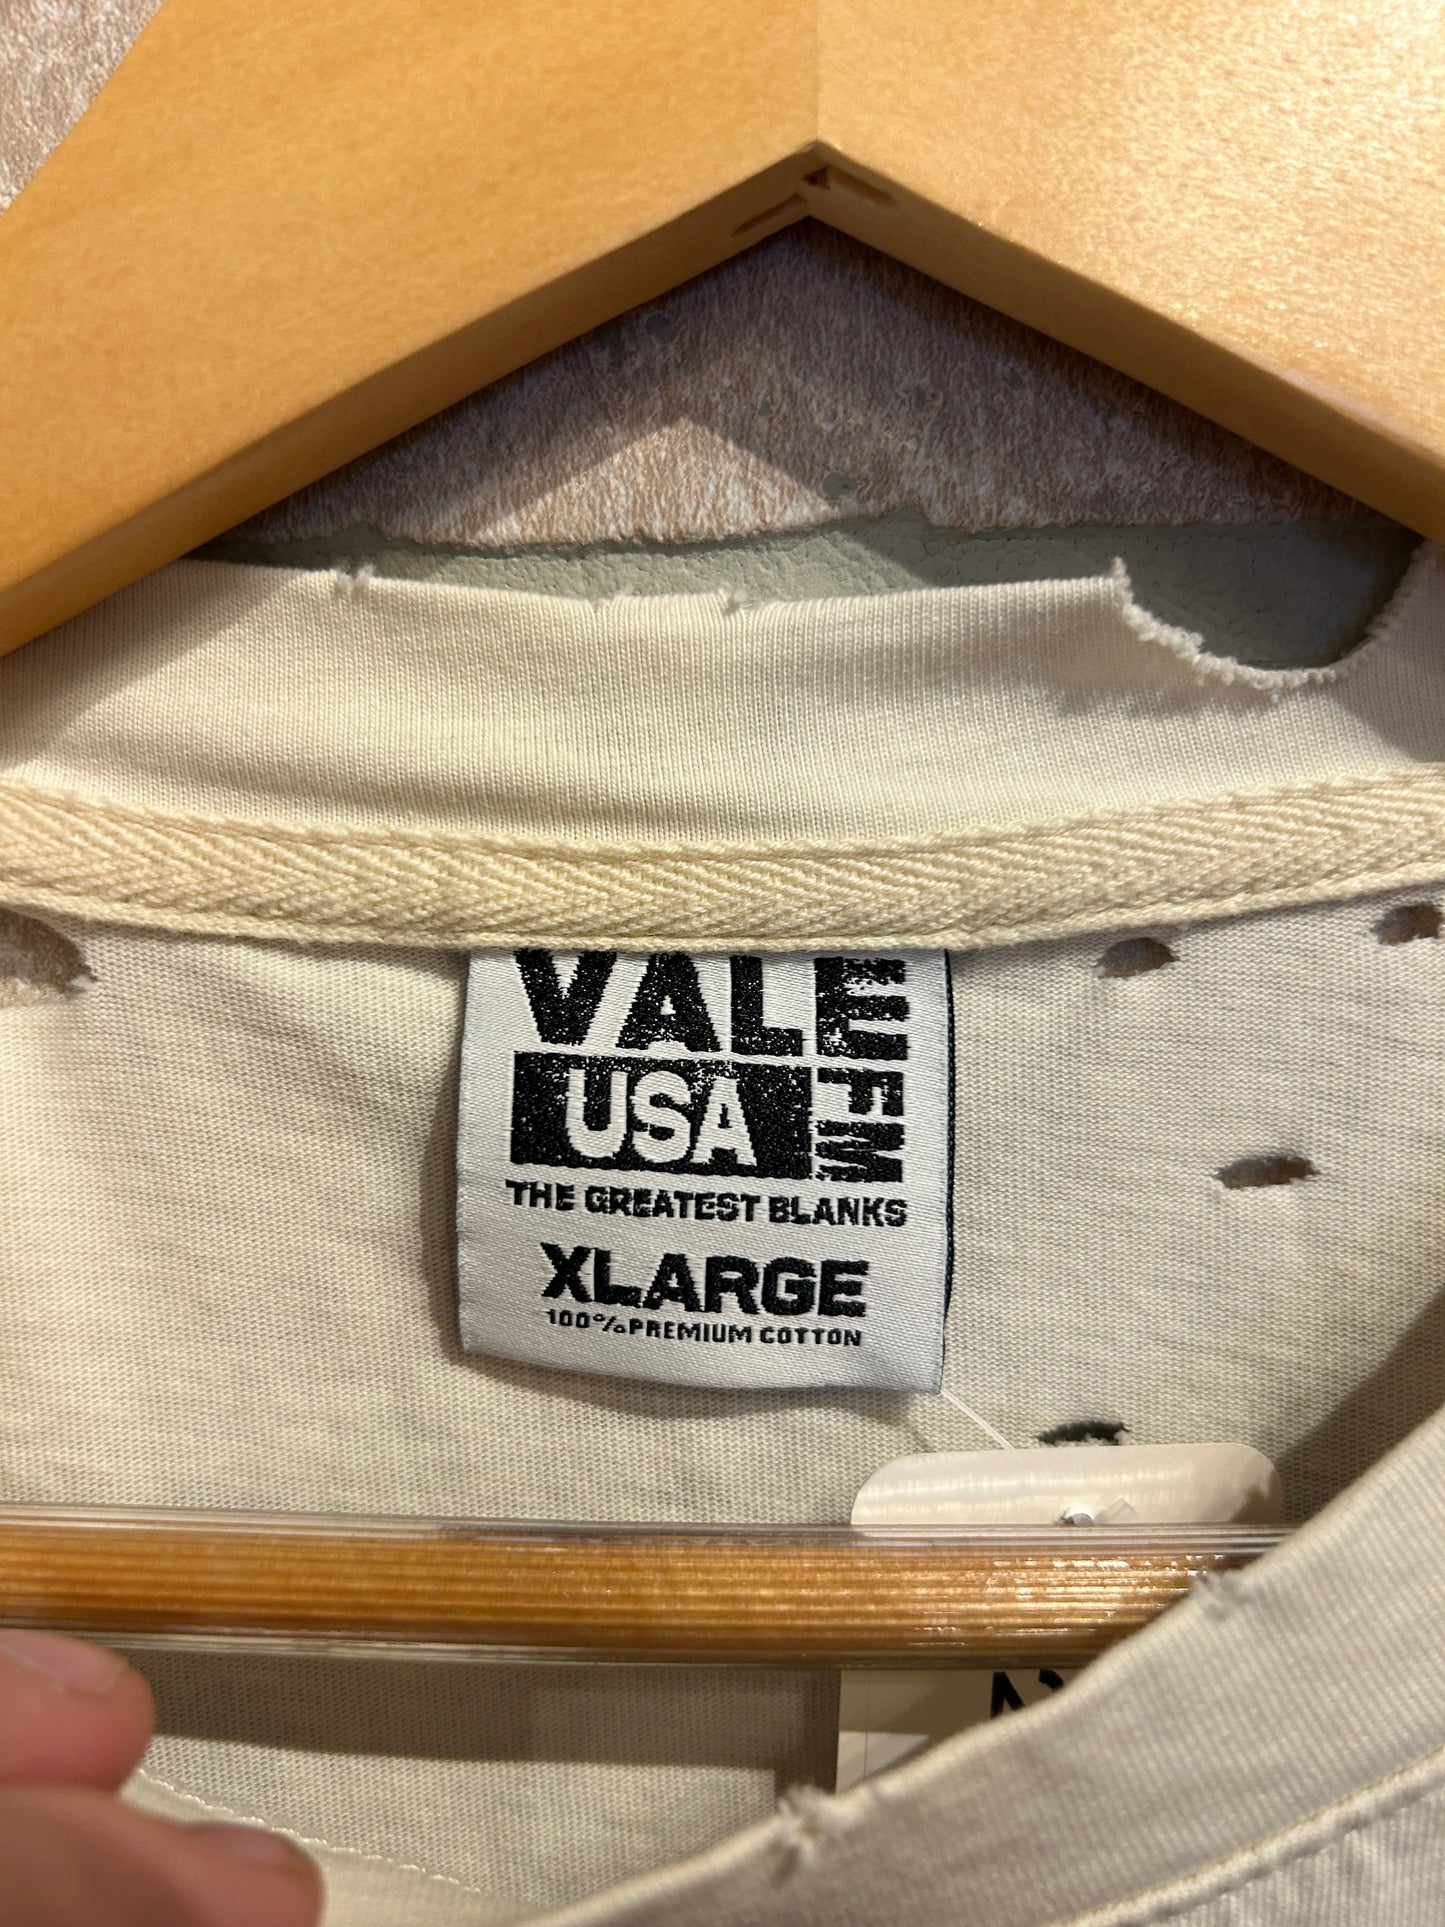 VALE
FM
USA
THE GREATEST BLANKS
XLARGE
100% PREMIUM COTTON